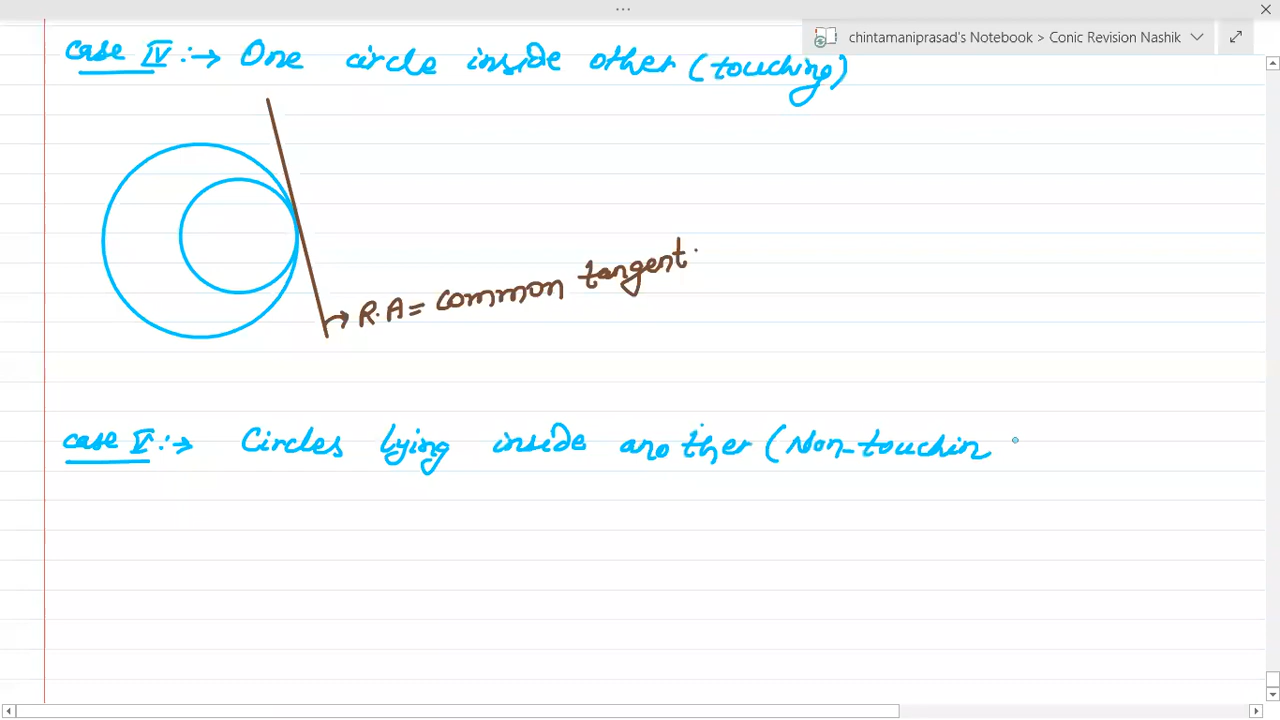 ...
chintamaniprasad's Notebook > Conic Revision Nashik
case IV :→ One circle inside other (touching)
R.A = common tangent.
case V :→ Circles lying inside another (Non-touchin